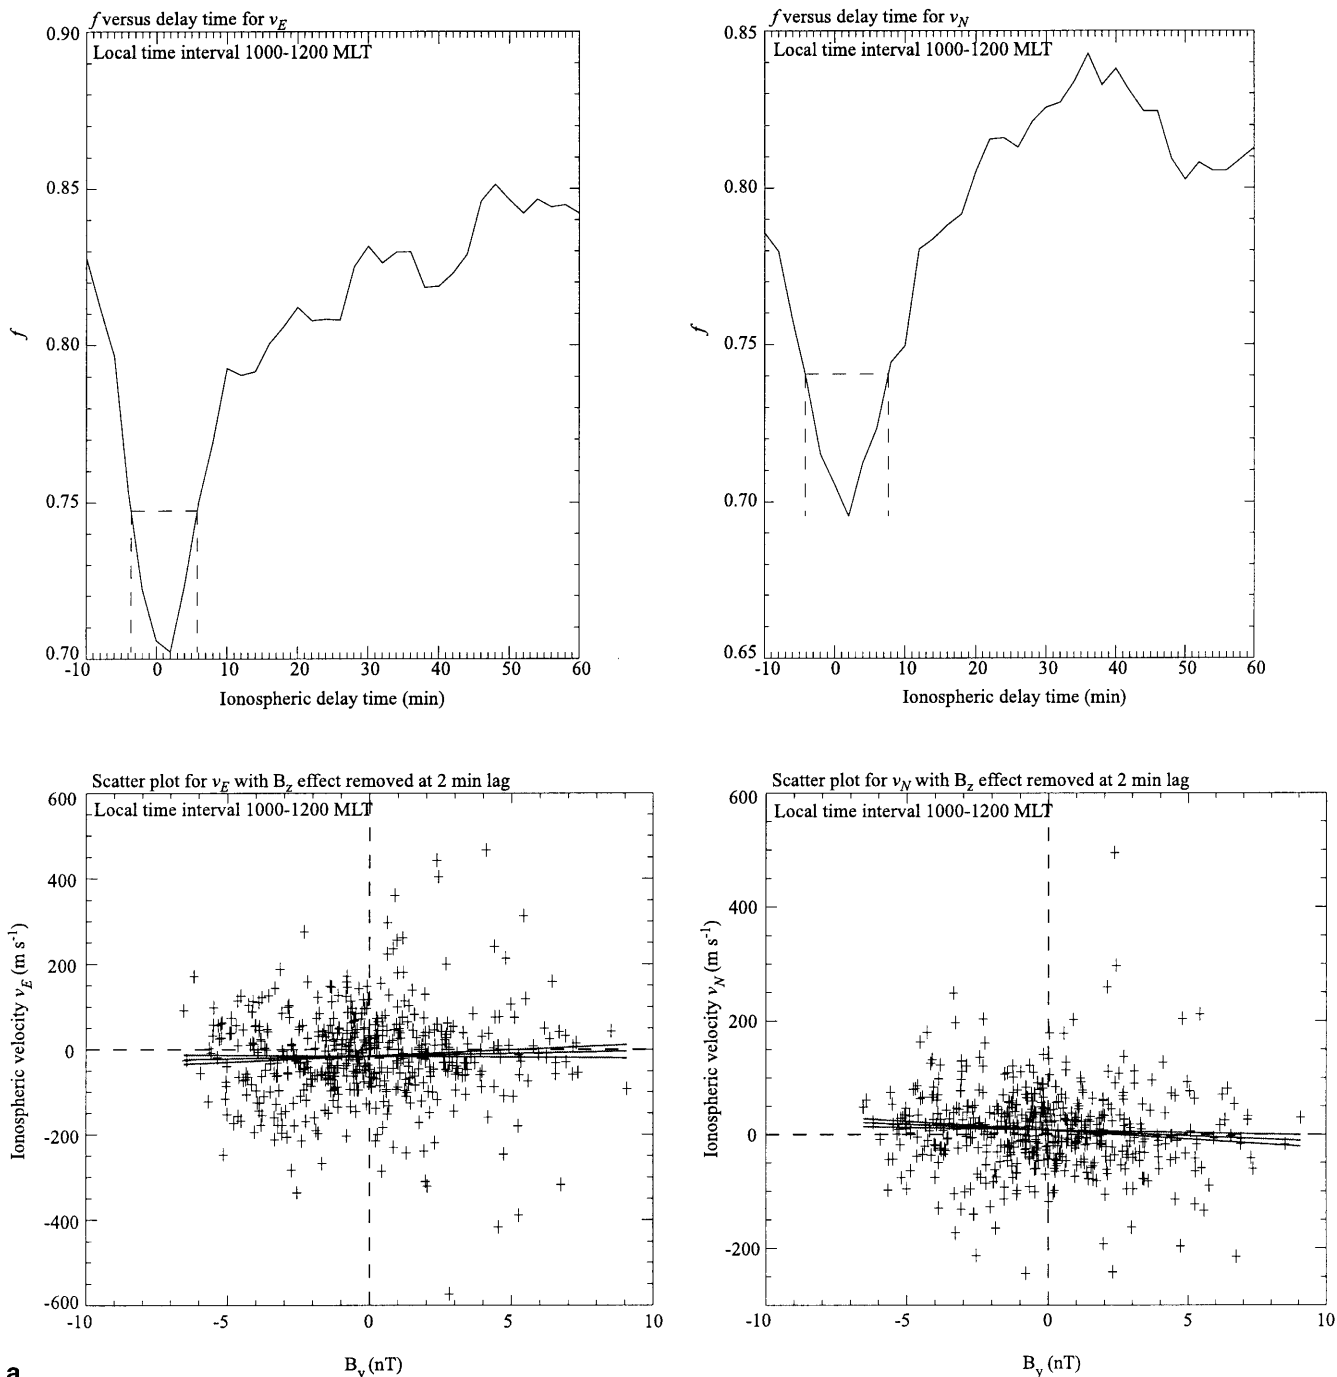 f versus delay time for vE
Local time interval 1000-1200 MLT
0.90
0.85
0.80
0.75
0.70
f
-10 0 10 20 30 40 50 60
Ionospheric delay time (min)
f versus delay time for vN
Local time interval 1000-1200 MLT
0.85
0.80
0.75
0.70
0.65
f
-10 0 10 20 30 40 50 60
Ionospheric delay time (min)
Scatter plot for vE with Bz effect removed at 2 min lag
Local time interval 1000-1200 MLT
600
400
200
0
-200
-400
-600
Ionospheric velocity vE (m s-1)
-10 -5 0 5 10
By (nT)
Scatter plot for vN with Bz effect removed at 2 min lag
Local time interval 1000-1200 MLT
600
400
200
0
-200
Ionospheric velocity vN (m s-1)
-10 -5 0 5 10
By (nT)
a